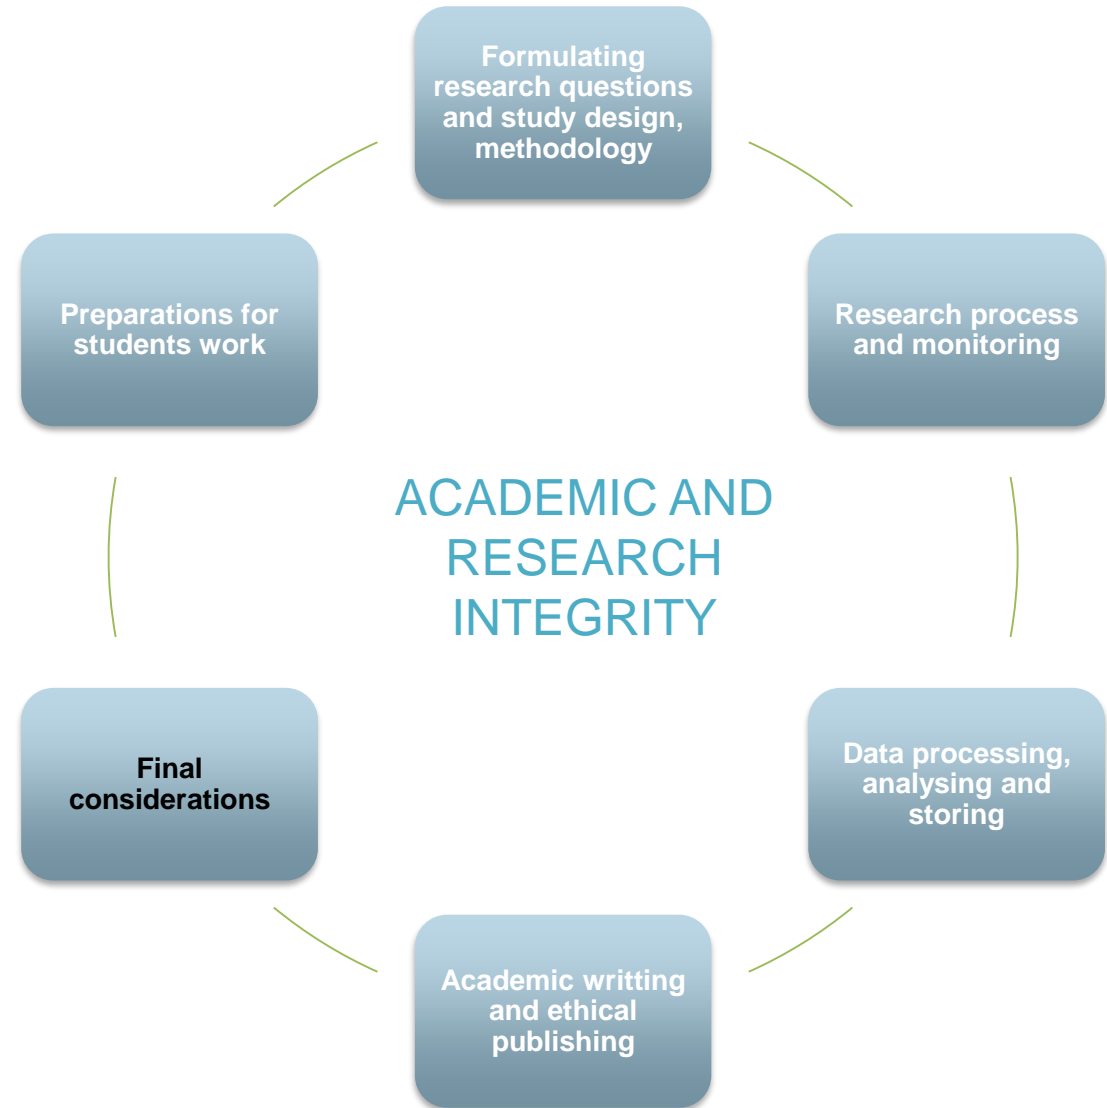 Formulating
research questions
and study design,
methodology
Preparations for
students work
Research process
and monitoring
ACADEMIC AND
RESEARCH
INTEGRITY
Final
considerations
Data processing,
analysing and
storing
Academic writting
and ethical
publishing